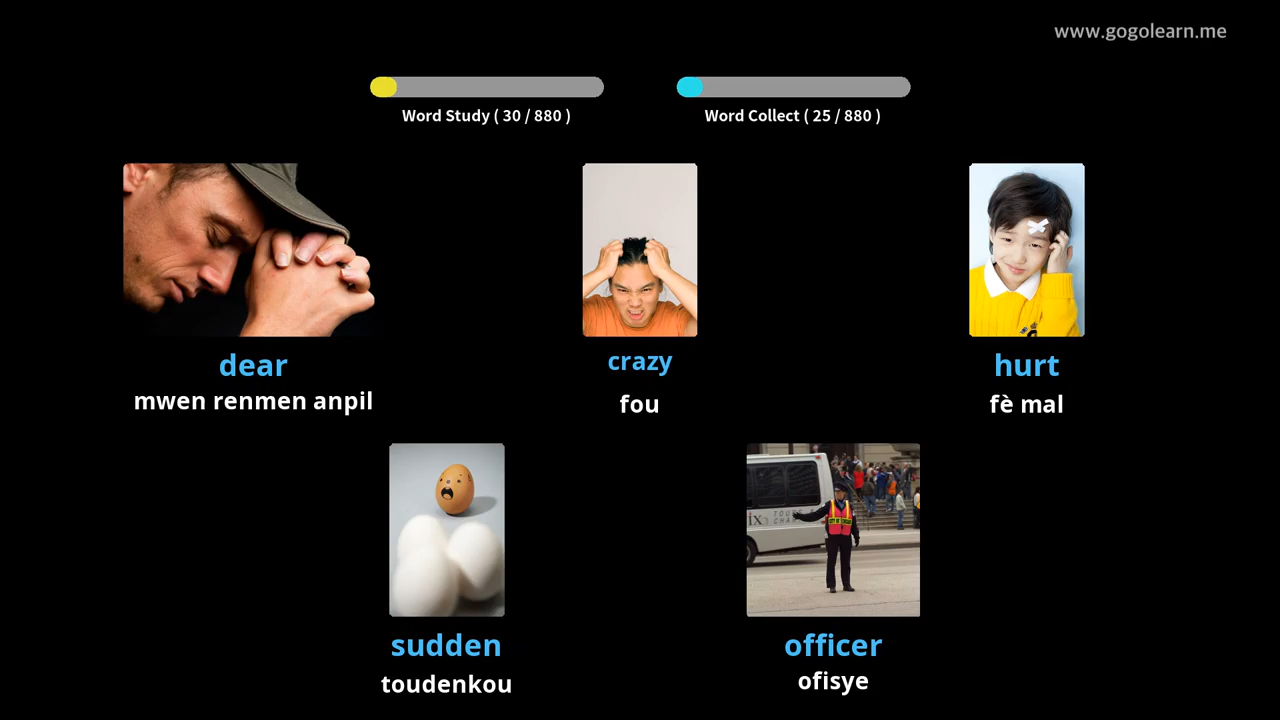 www.gogolearn.me
Word Study ( 30 / 880 )
Word Collect ( 25 / 880 )
dear
mwen renmen anpil
crazy
fou
hurt
fè mal
sudden
toudenkou
officer
ofisye